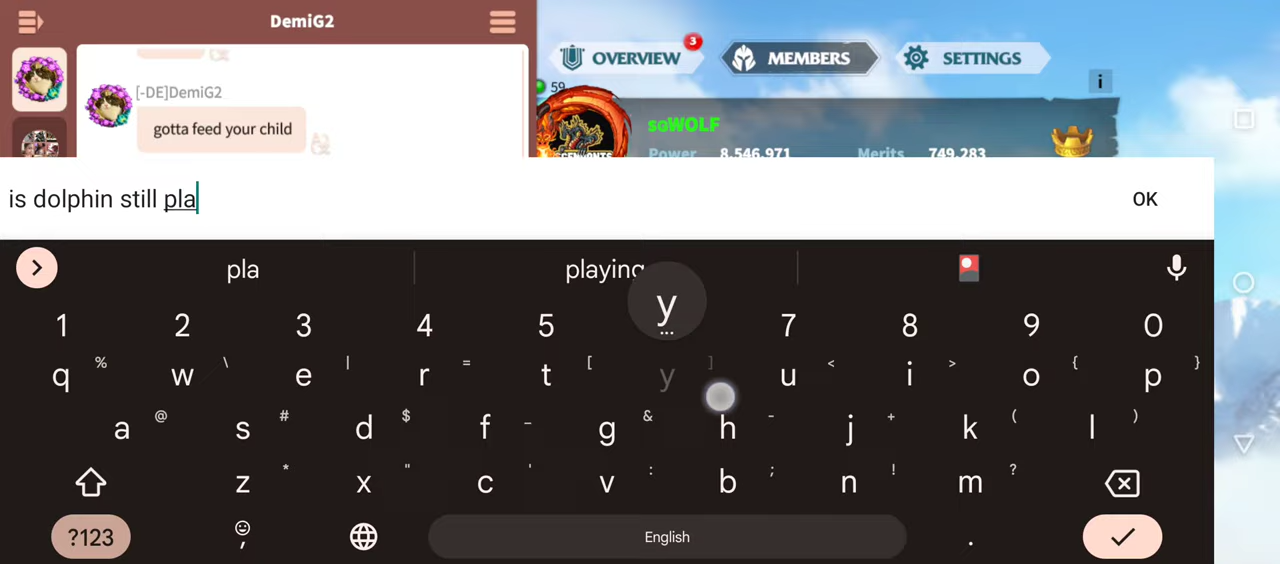 DemiG2
OVERVIEW
3
MEMBERS
SETTINGS
59
i
[-DE]DemiG2
gotta feed your child
sgWOLF
Power 8,546,971 Merits 749,283
is dolphin still pla
OK
pla playing
y
1 2 3 4 5 7 8 9 0
q % w \ e | r = t [ y ] u < i > o { p }
a @ s # d $ f - g & h - j + k ( l )
z * x " c ' v : b ; n ! m ?
?123 , English .